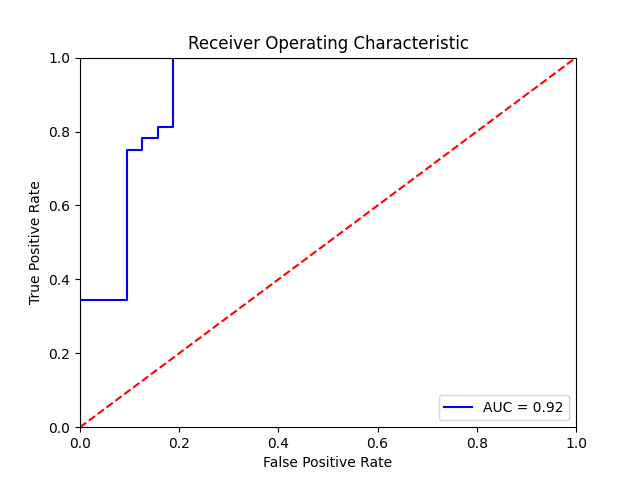 Receiver Operating Characteristic
True Positive Rate
1.0
0.8
0.6
0.4
0.2
0.0
0.0 0.2 0.4 0.6 0.8 1.0
False Positive Rate
AUC = 0.92